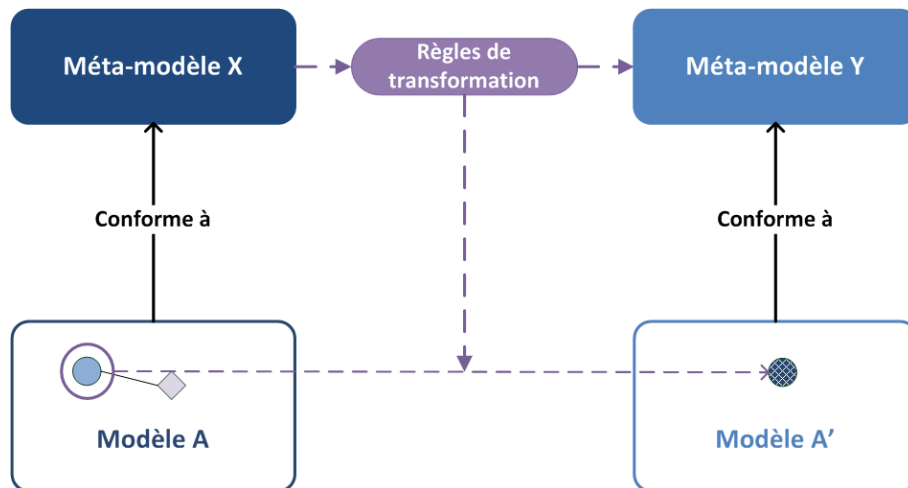 Méta-modèle X
Règles de
transformation
Méta-modèle Y
Conforme à
Conforme à
Modèle A
Modèle A’